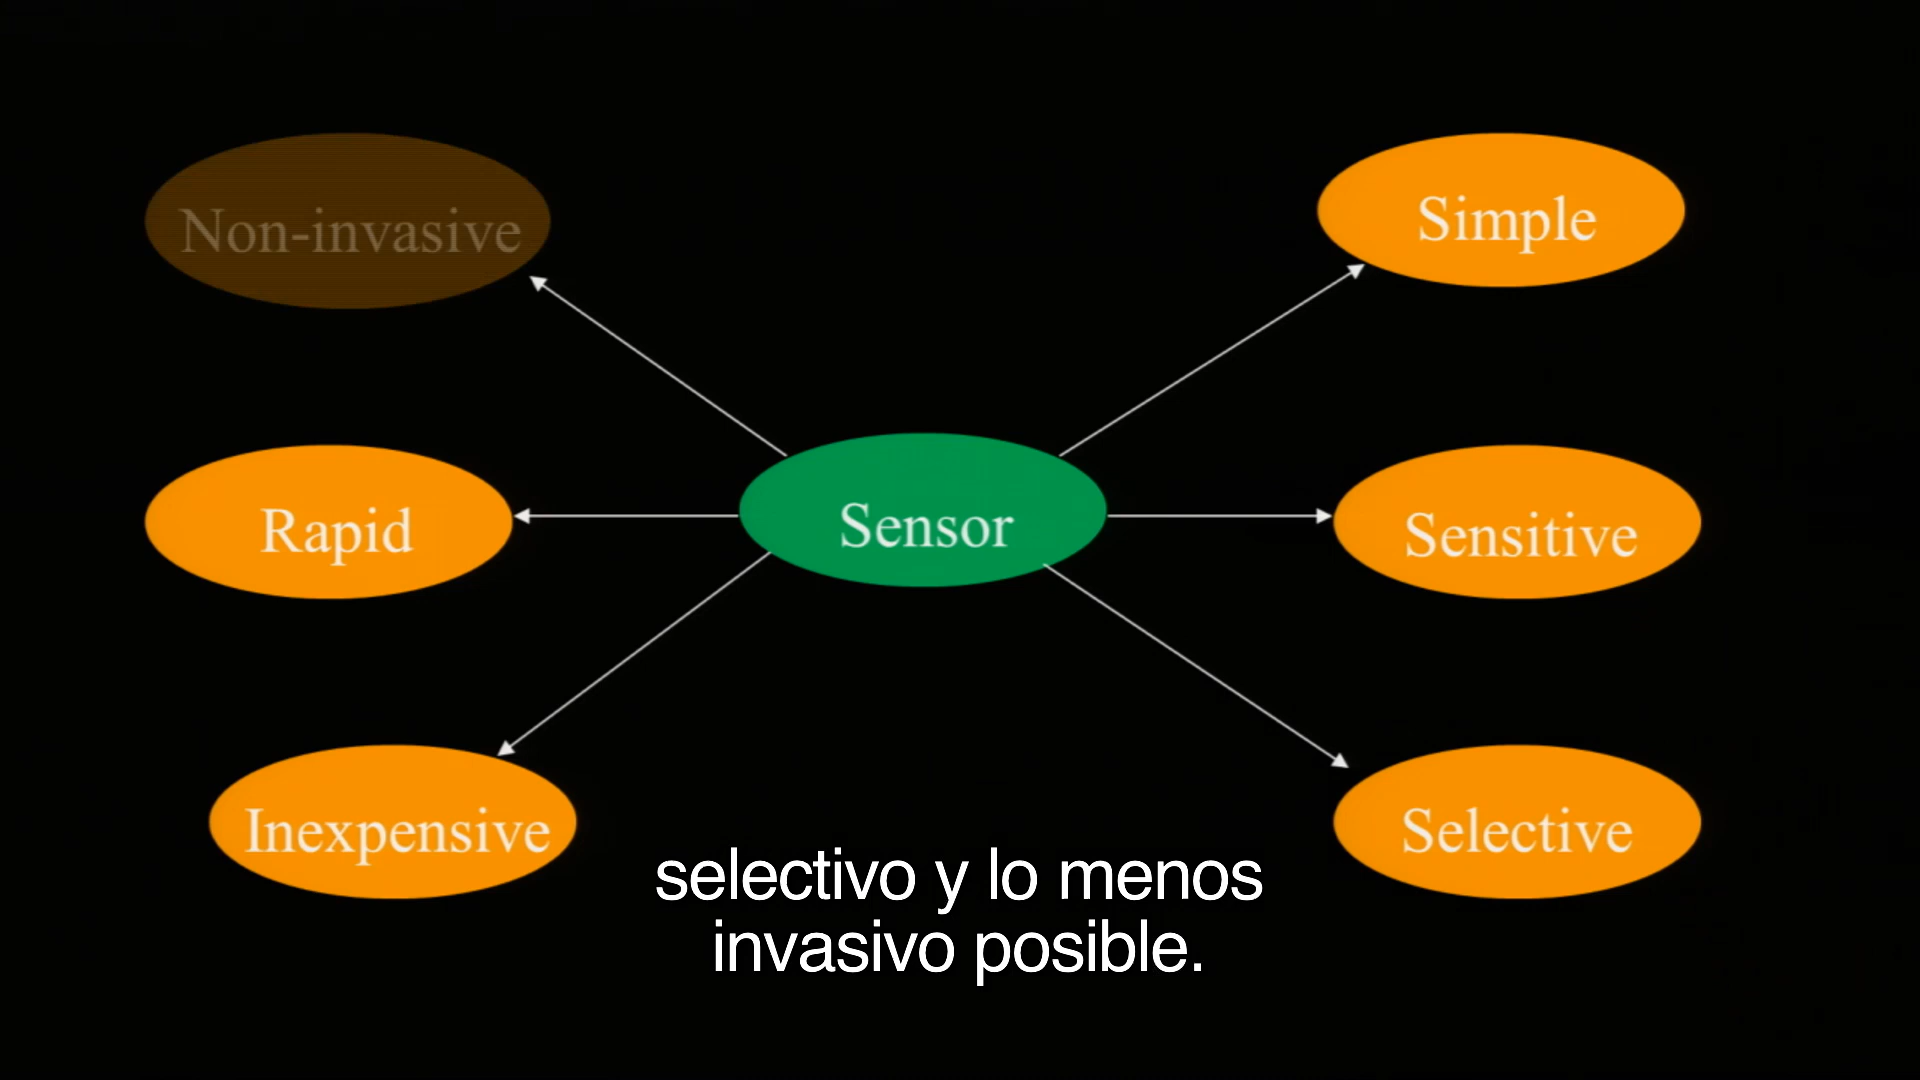 Non-invasive
Simple
Rapid
Sensor
Sensitive
Inexpensive
Selective
selectivo y lo menos
invasivo posible.